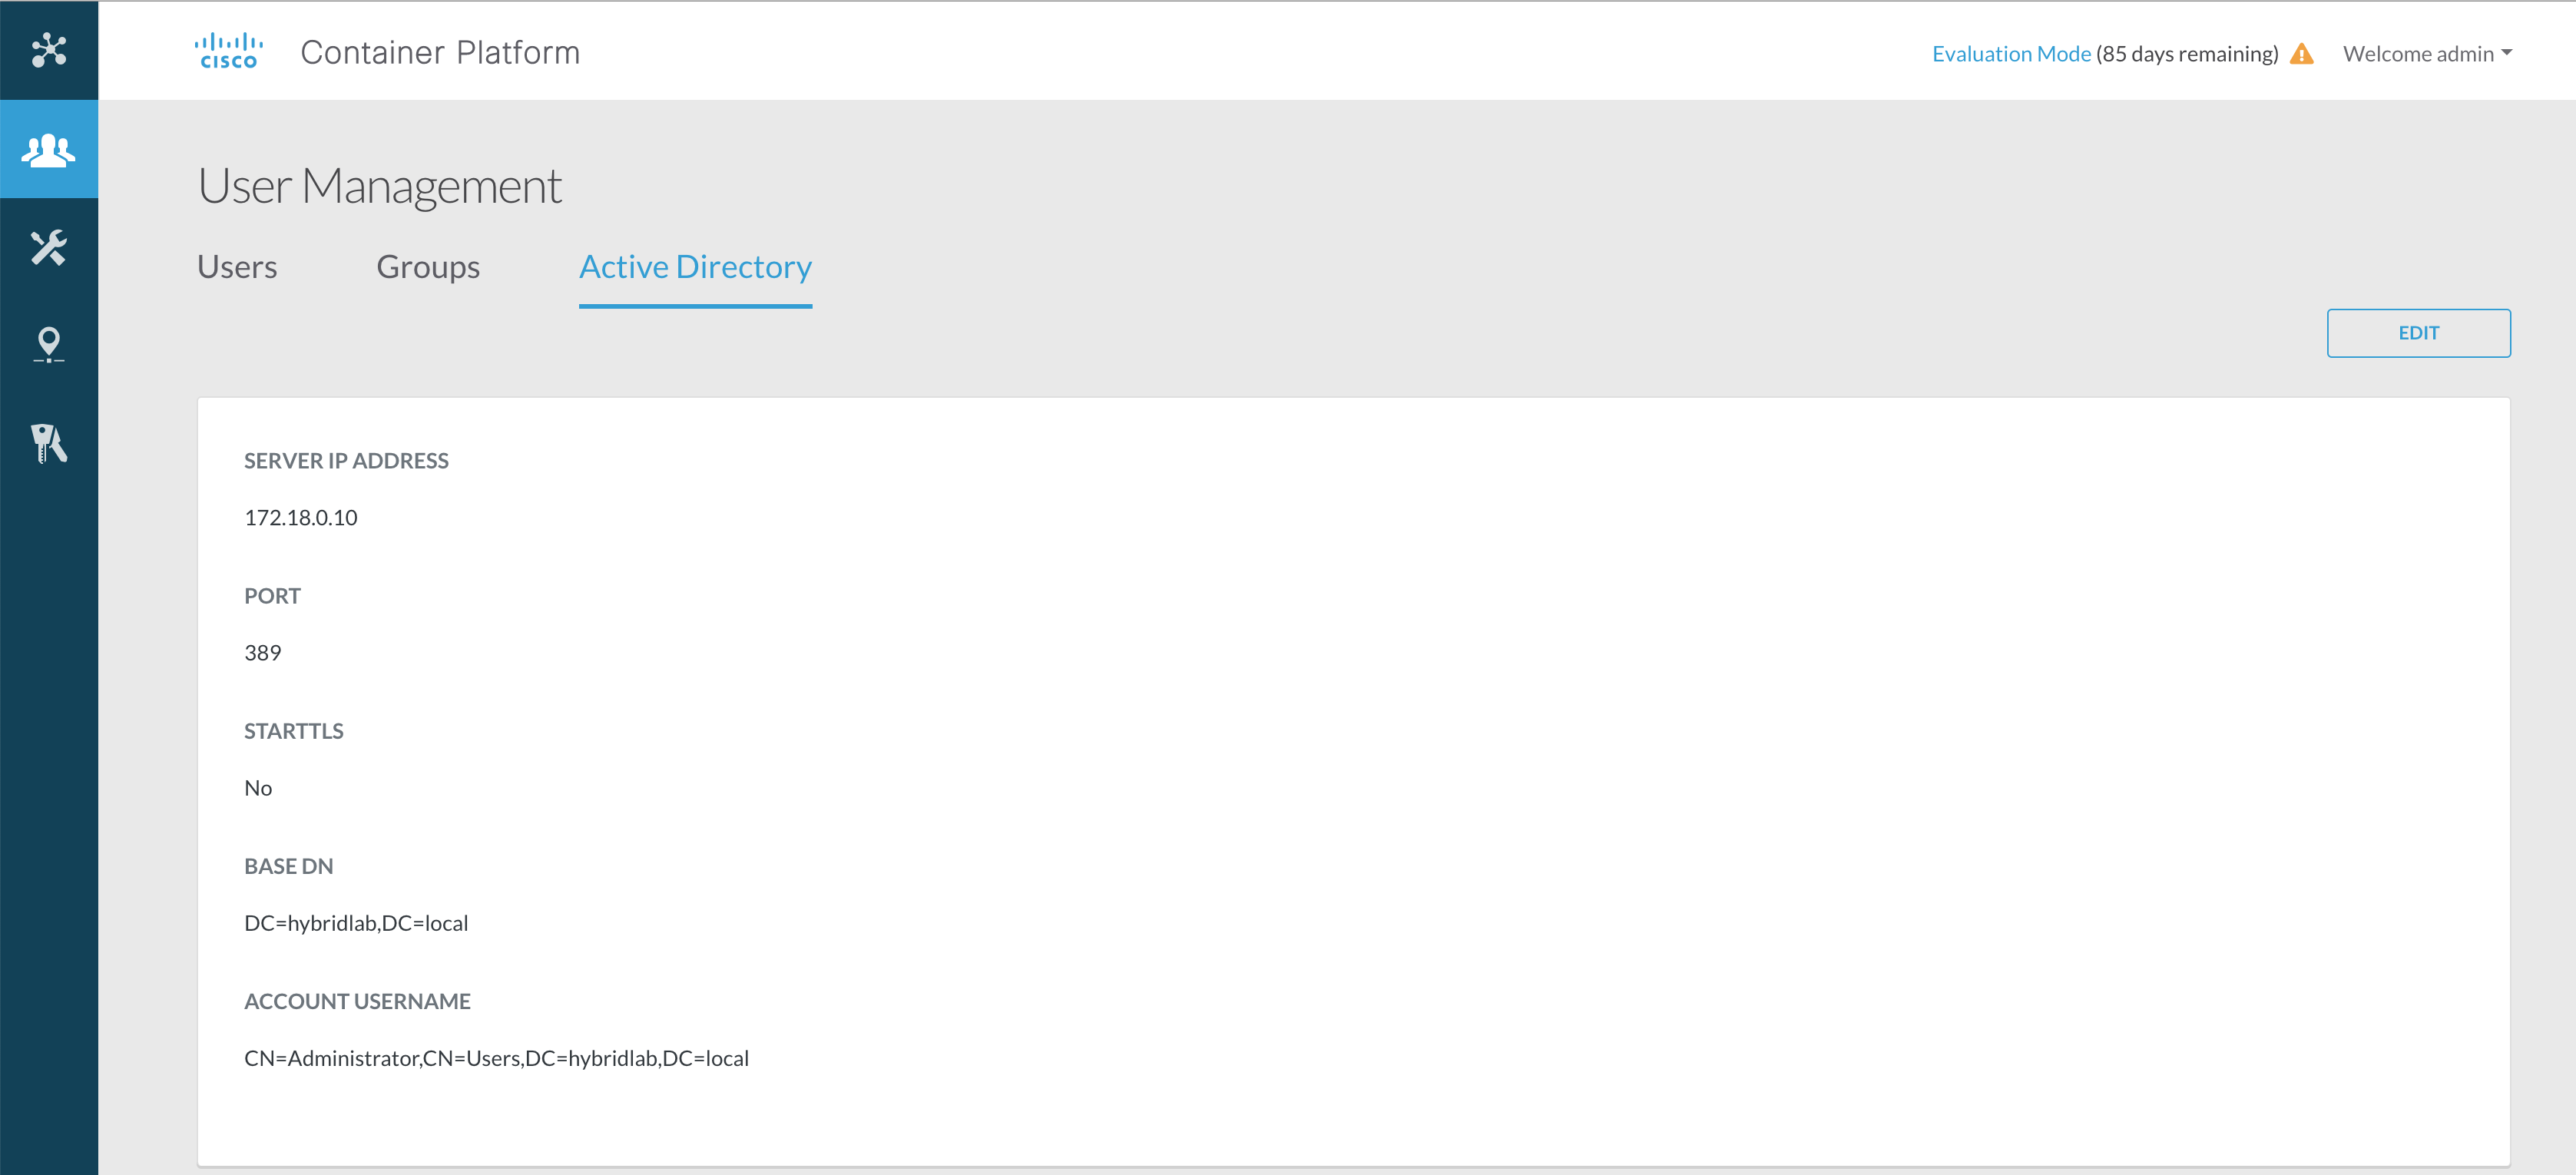 CISCO Container Platform
Evaluation Mode (85 days remaining) Welcome admin
User Management
Users Groups Active Directory
EDIT
SERVER IP ADDRESS
172.18.0.10
PORT
389
STARTTLS
No
BASE DN
DC=hybridlab,DC=local
ACCOUNT USERNAME
CN=Administrator,CN=Users,DC=hybridlab,DC=local